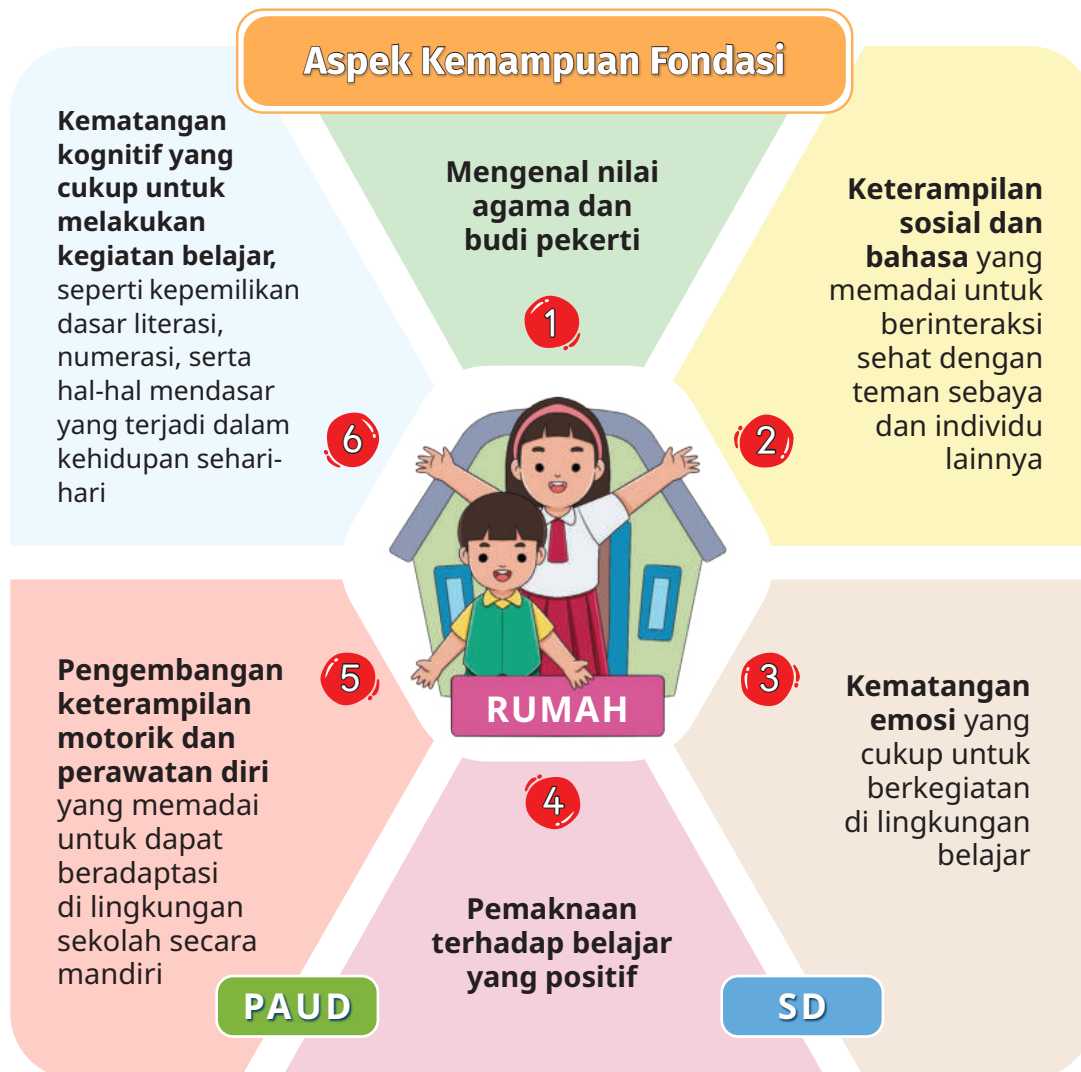 Aspek Kemampuan Fondasi
Mengenal nilai
agama dan
budi pekerti
1
Keterampilan
sosial dan
bahasa yang
memadai untuk
berinteraksi
sehat dengan
teman sebaya
dan individu
lainnya
2
Kematangan
emosi yang
cukup untuk
berkegiatan
di lingkungan
belajar
3
Pemaknaan
terhadap belajar
yang positif
4
Pengembangan
keterampilan
motorik dan
perawatan diri
yang memadai
untuk dapat
beradaptasi
di lingkungan
sekolah secara
mandiri
5
Kematangan
kognitif yang
cukup untuk
melakukan
kegiatan belajar,
seperti kepemilikan
dasar literasi,
numerasi, serta
hal-hal mendasar
yang terjadi dalam
kehidupan sehari-
hari
6
RUMAH
PAUD
SD